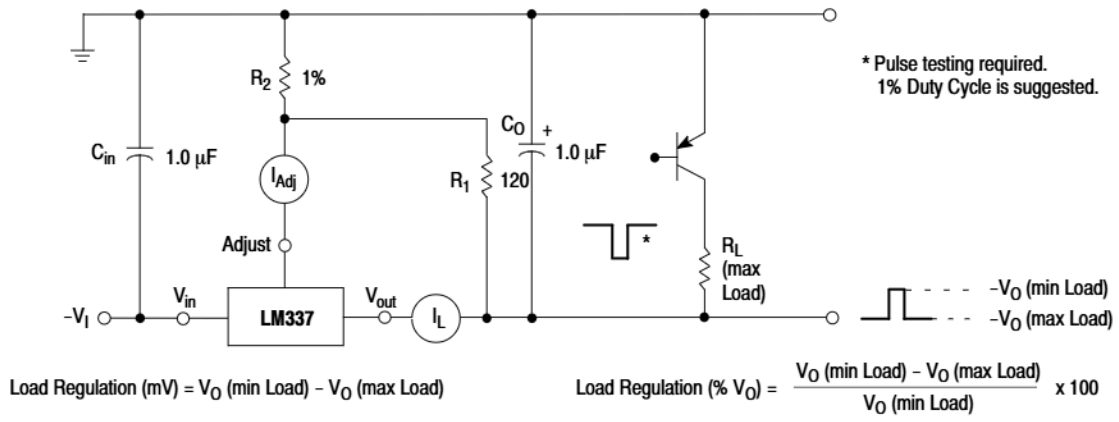 * Pulse testing required.
1% Duty Cycle is suggested.
R2 1%
CO +
1.0 μF
Cin 1.0 μF
IAdj
R1 120
Adjust
*
RL
(max
Load)
–VI
Vin
LM337
Vout
IL
–VO (min Load)
–VO (max Load)
Load Regulation (mV) = VO (min Load) – VO (max Load)
Load Regulation (% VO) = VO (min Load) – VO (max Load) x 100
VO (min Load)